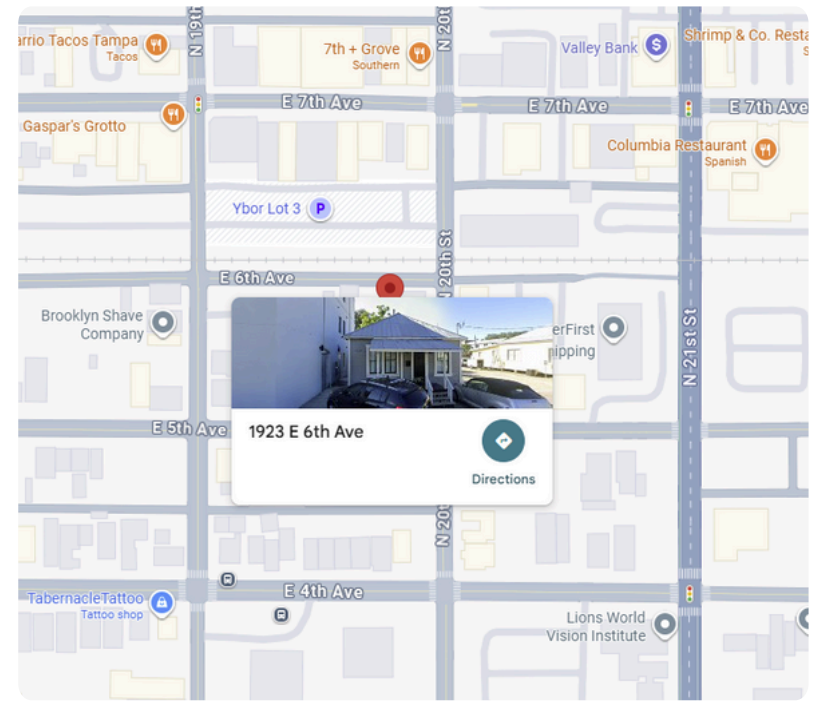 arrio Tacos Tampa
Tacos
N 19th
7th + Grove
Southern
N 20t
Valley Bank
$
Shrimp & Co. Resta
S
E 7th Ave
E 7th Ave
E 7th Ave
Gaspar's Grotto
Columbia Restaurant
Spanish
Ybor Lot 3
P
N 20th St
E 6th Ave
Brooklyn Shave
Company
erFirst
ipping
N 21st St
1923 E 6th Ave
E 5th Ave
Directions
N 20t
TabernacleTattoo
Tattoo shop
E 4th Ave
Lions World
Vision Institute